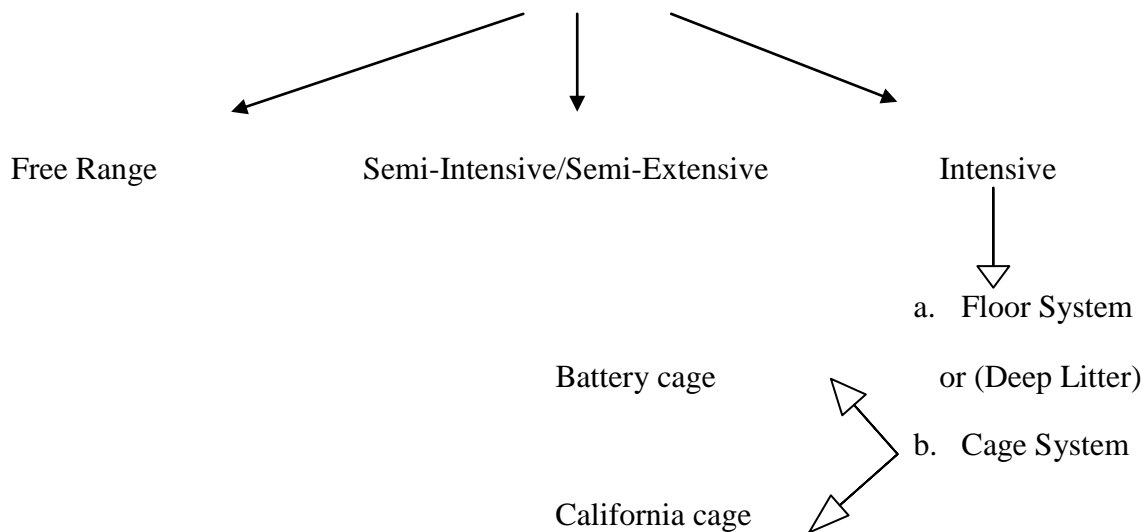 Free Range Semi-Intensive/Semi-Extensive Intensive
a. Floor System
Battery cage or (Deep Litter)
b. Cage System
California cage